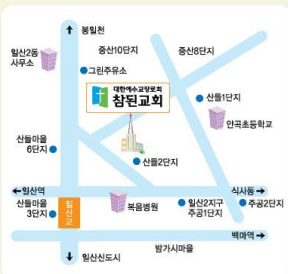 봉일천
일산2동
사무소
중산10단지
중산8단지
그린주유소
대한예수교장로회
참된교회
산들1단지
안곡초등학교
산들마을
6단지
산들2단지
일산역
식사동
산들마을
3단지
일산교
복음병원
일산2지구
주공1단지
주공2단지
백마역
밤가시마을
일산신도시